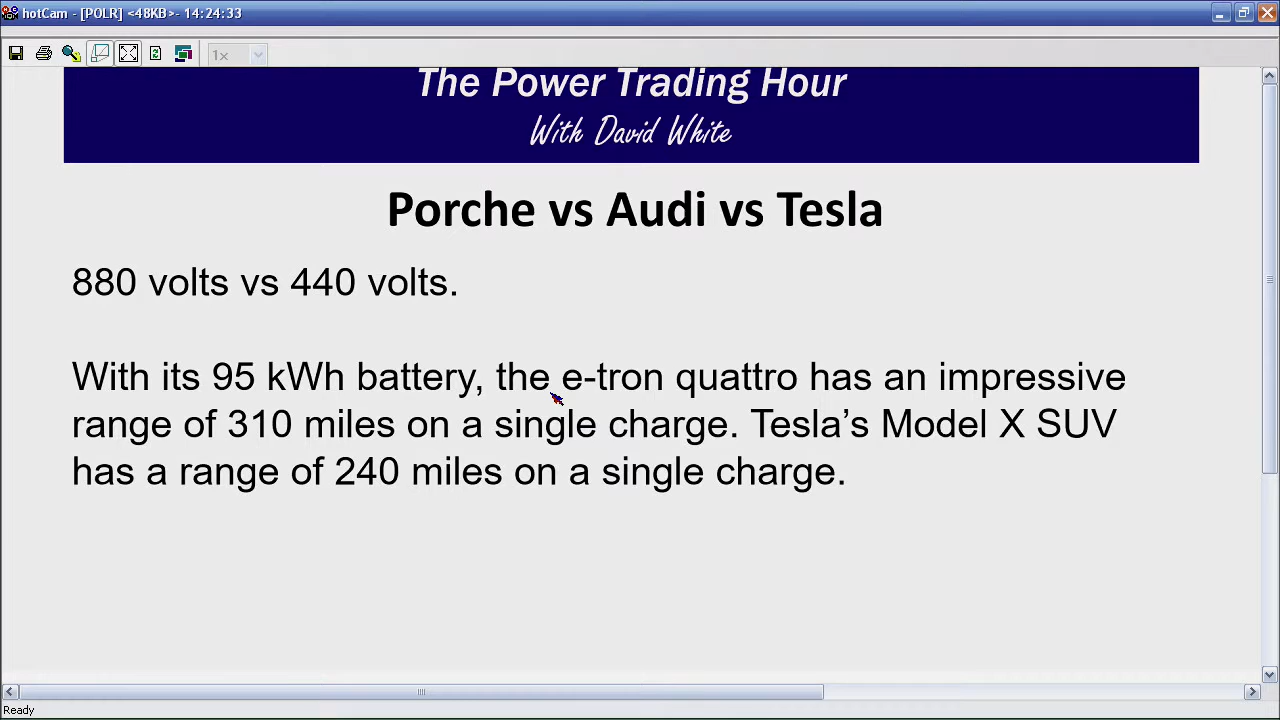 hotCam - [POLR] <48KB>- 14:24:33
1x
The Power Trading Hour
With David White
Porche vs Audi vs Tesla
880 volts vs 440 volts.
With its 95 kWh battery, the e-tron quattro has an impressive
range of 310 miles on a single charge. Tesla’s Model X SUV
has a range of 240 miles on a single charge.
Ready